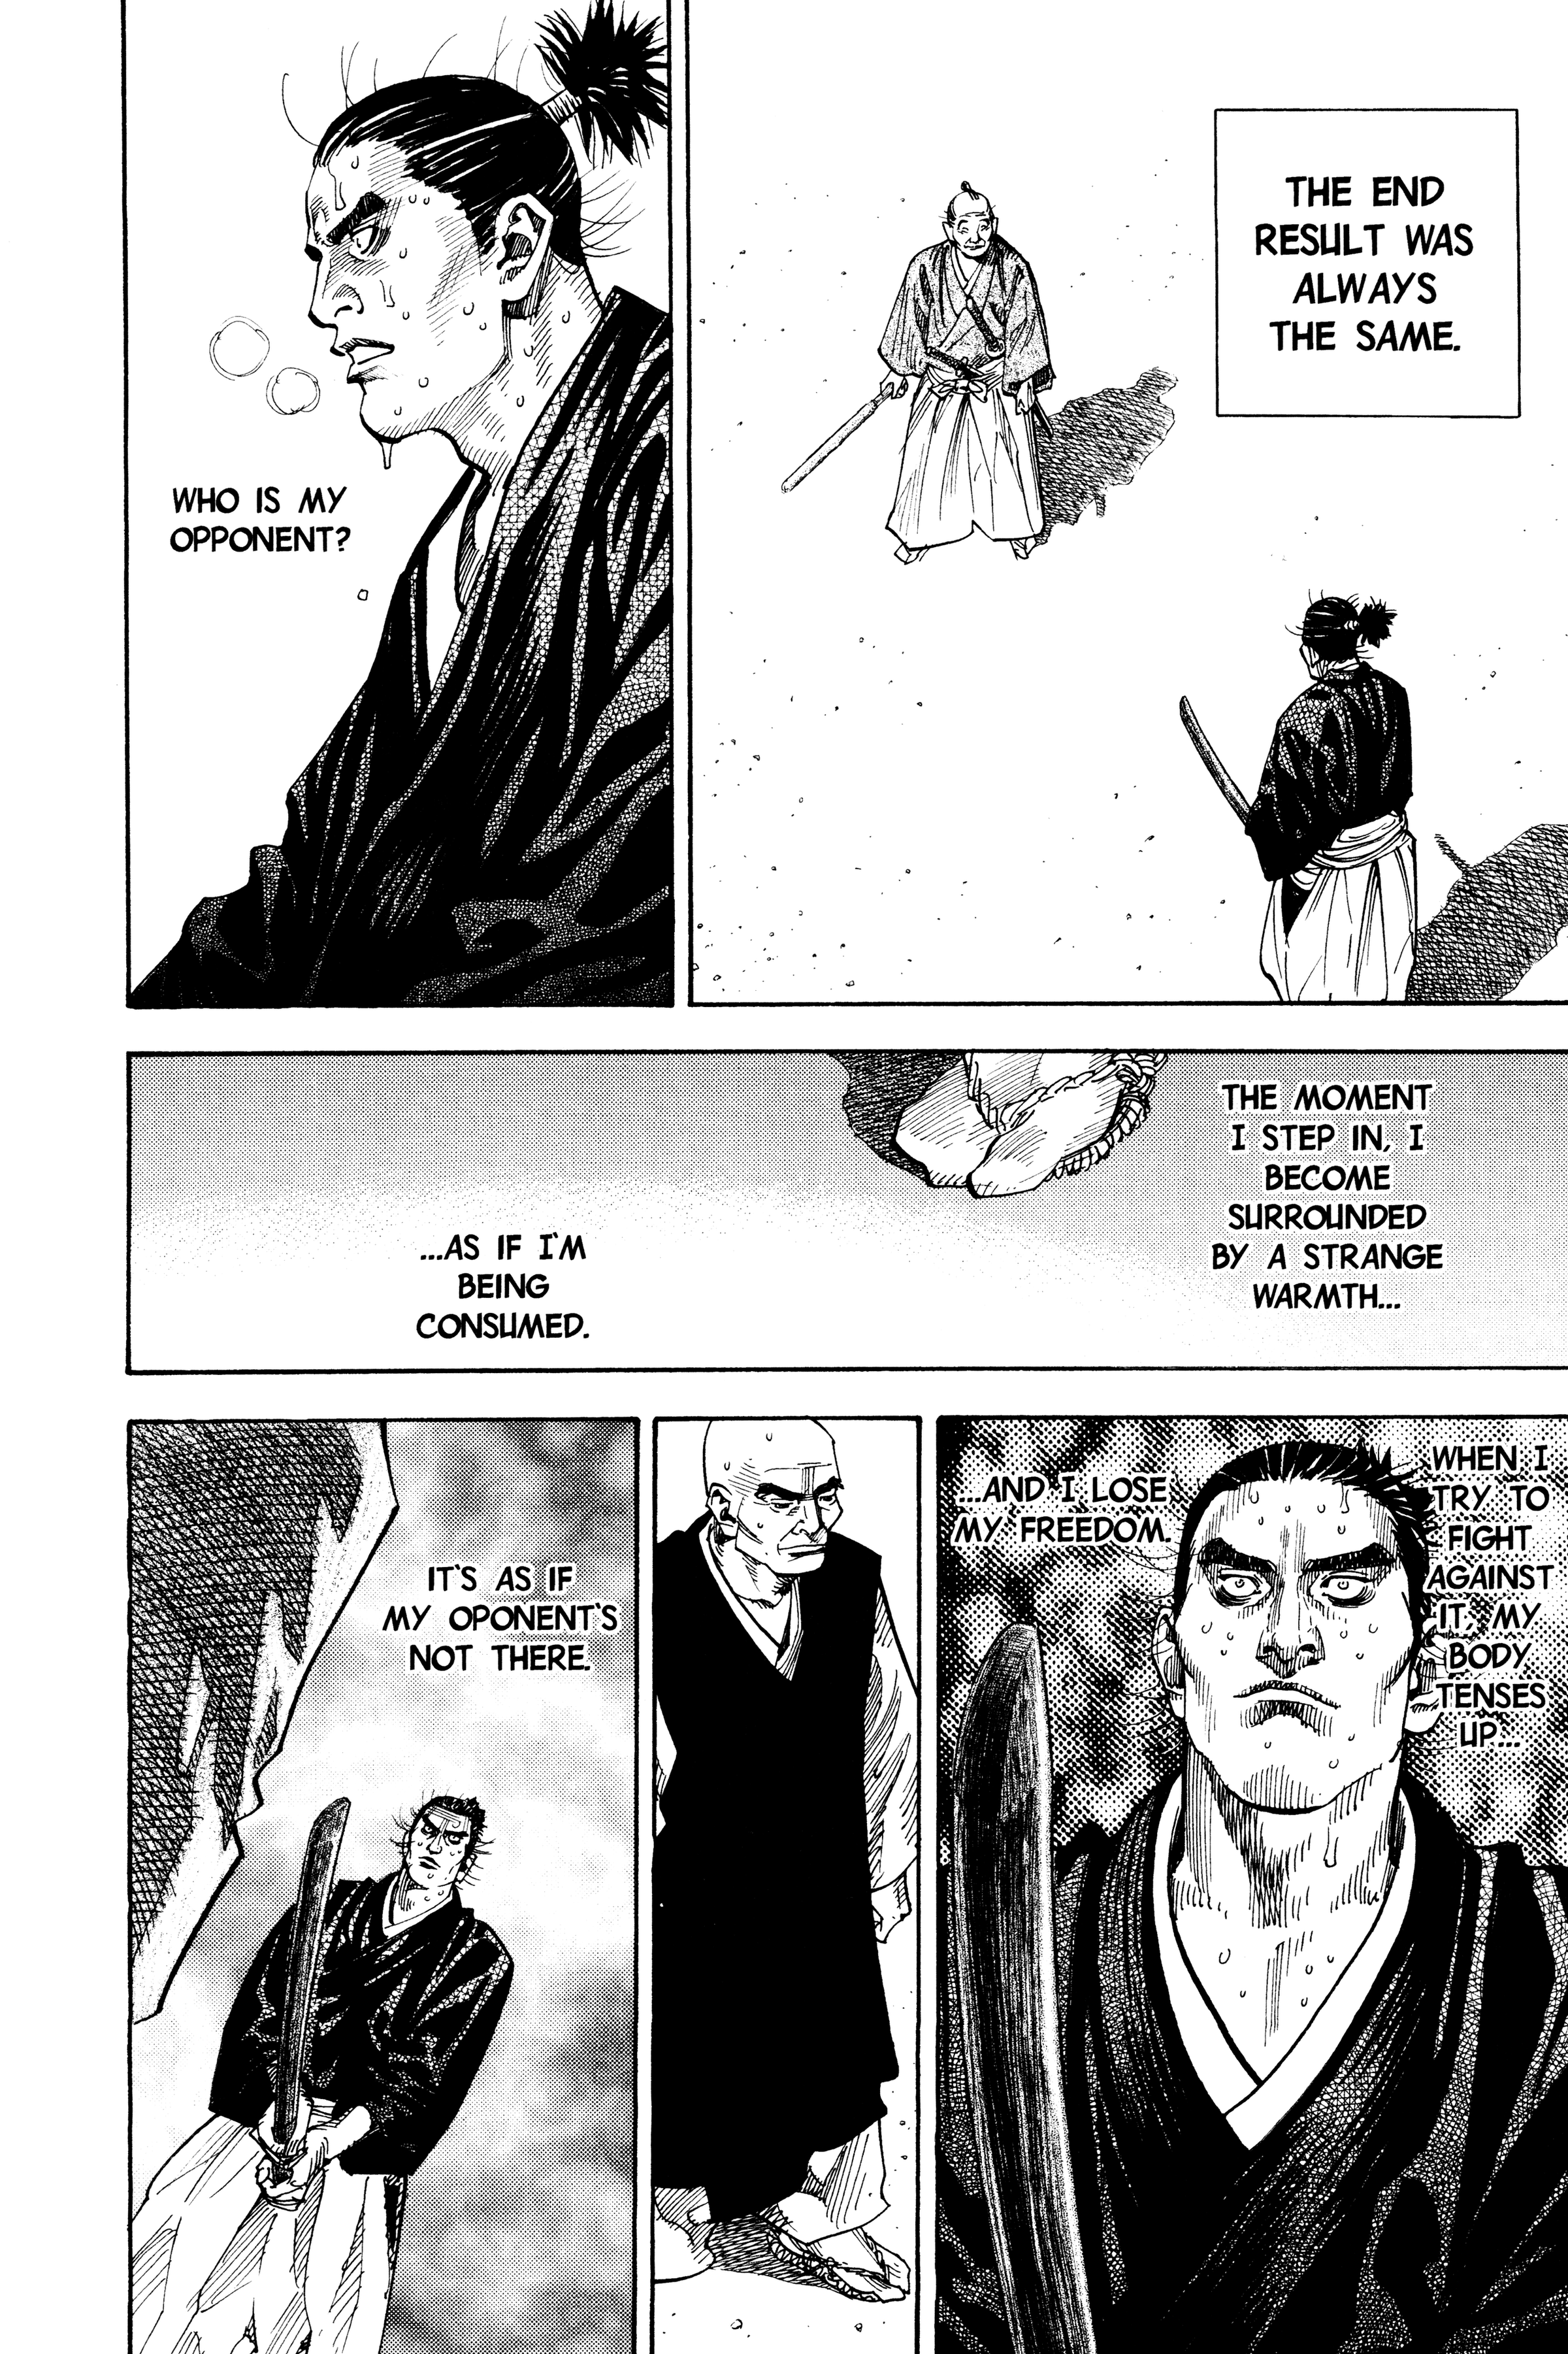 THE END
RESULT WAS
ALWAYS
THE SAME.
WHO IS MY
OPPONENT?
THE MOMENT
I STEP IN, I
BECOME
SURROUNDED
BY A STRANGE
WARMTH...
...AS IF I'M
BEING
CONSUMED.
WHEN I
TRY TO
FIGHT
AGAINST
IT, MY
BODY
TENSES
UP...
...AND I LOSE
MY FREEDOM.
IT'S AS IF
MY OPONENT'S
NOT THERE.